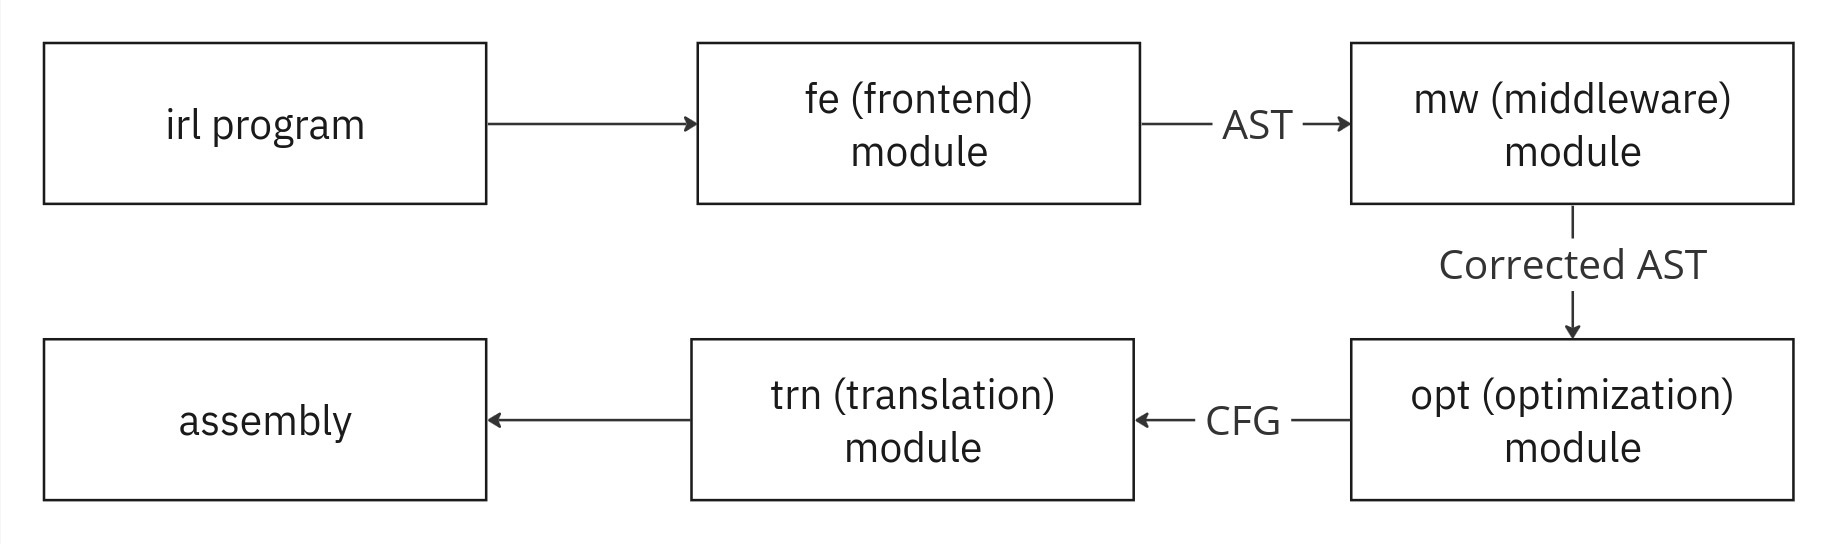 irl program
fe (frontend)
module
AST
mw (middleware)
module
Corrected AST
opt (optimization)
module
CFG
trn (translation)
module
assembly